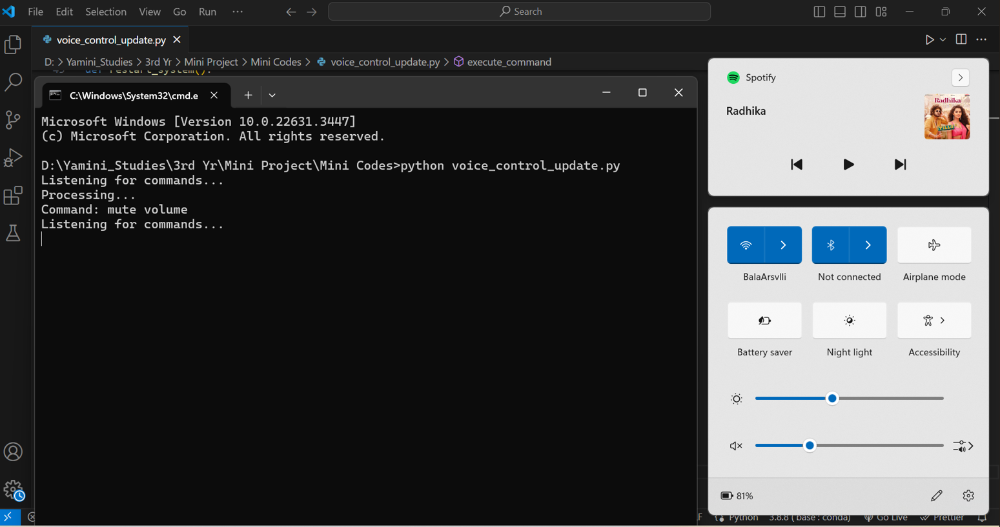 File Edit Selection View Go Run ··· Search
voice_control_update.py
D: > Yamini_Studies > 3rd Yr > Mini Project > Mini Codes > voice_control_update.py > execute_command
def restart_system():
C:\Windows\System32\cmd.e
Microsoft Windows [Version 10.0.22631.3447]
(c) Microsoft Corporation. All rights reserved.
D:\Yamini_Studies\3rd Yr\Mini Project\Mini Codes>python voice_control_update.py
Listening for commands...
Processing...
Command: mute volume
Listening for commands...
Spotify
Radhika
Radhika
BalaArsvlli Not connected Airplane mode
Battery saver Night light Accessibility
81%
Python 3.8.8 ('base': conda) Go Live Prettier